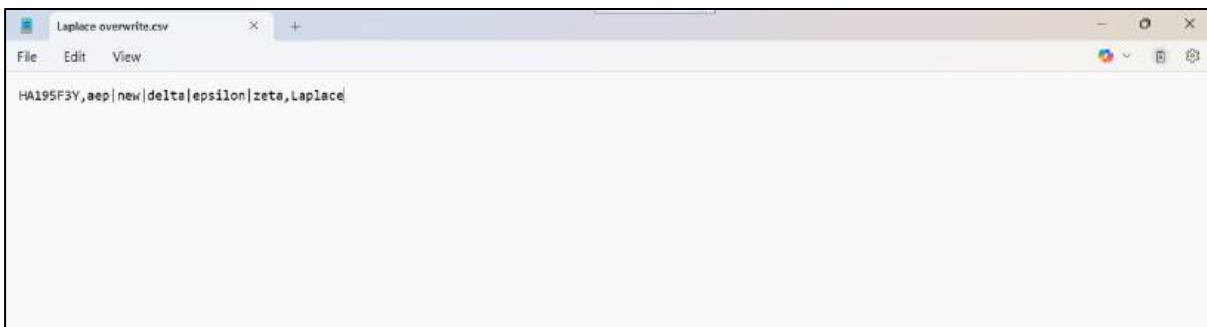 Laplace overwrite.csv
File Edit View
HA195F3Y,aep|new|delta|epsilon|zeta,Laplace